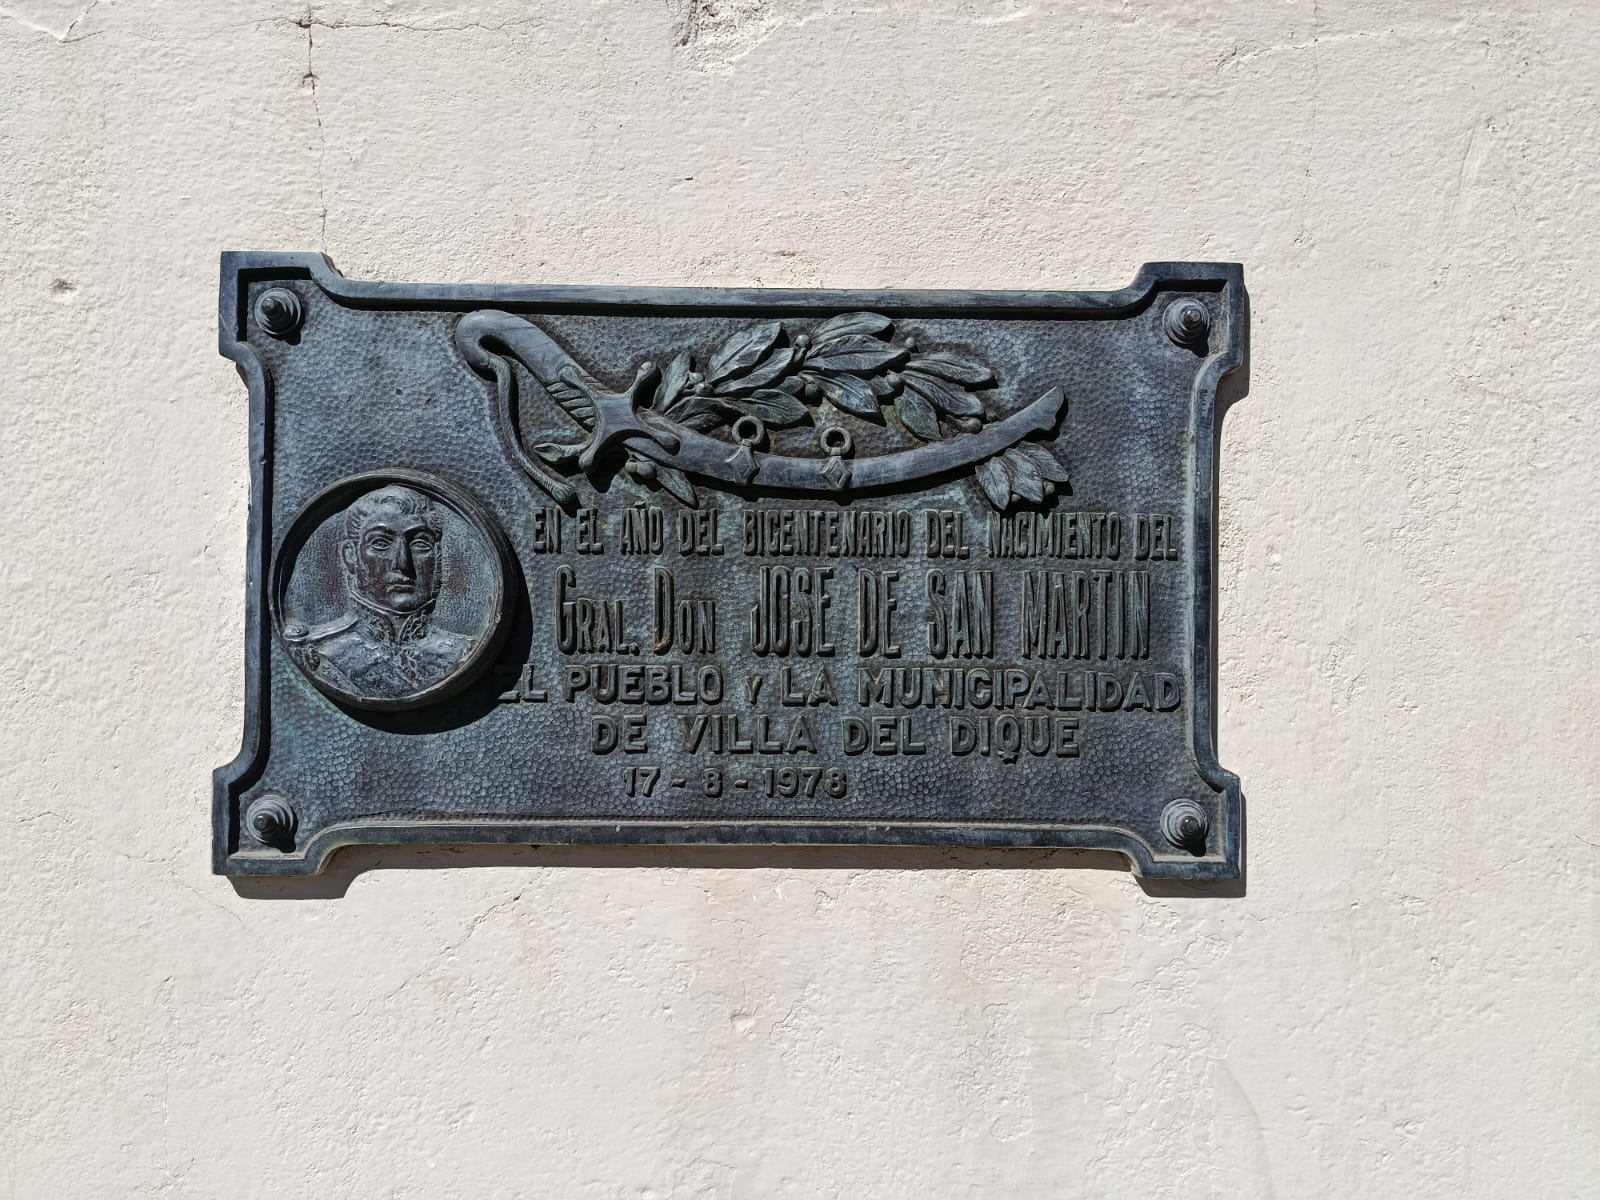 EN EL AÑO DEL BICENTENARIO DEL NACIMIENTO DEL
GRAL. DON JOSE DE SAN MARTIN
EL PUEBLO Y LA MUNICIPALIDAD
DE VILLA DEL DIQUE
17-8-1978